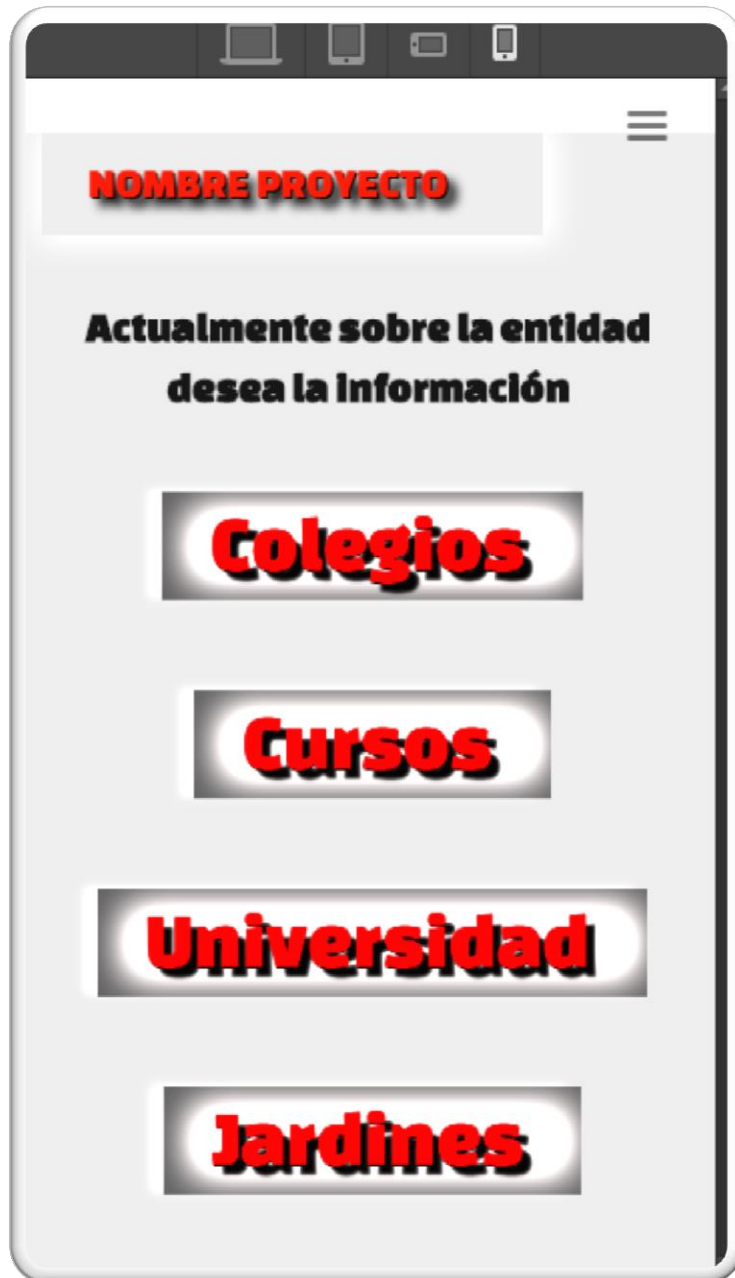 NOMBRE PROYECTO
Actualmente sobre la entidad
desea la información
Colegios
Cursos
Universidad
Jardines